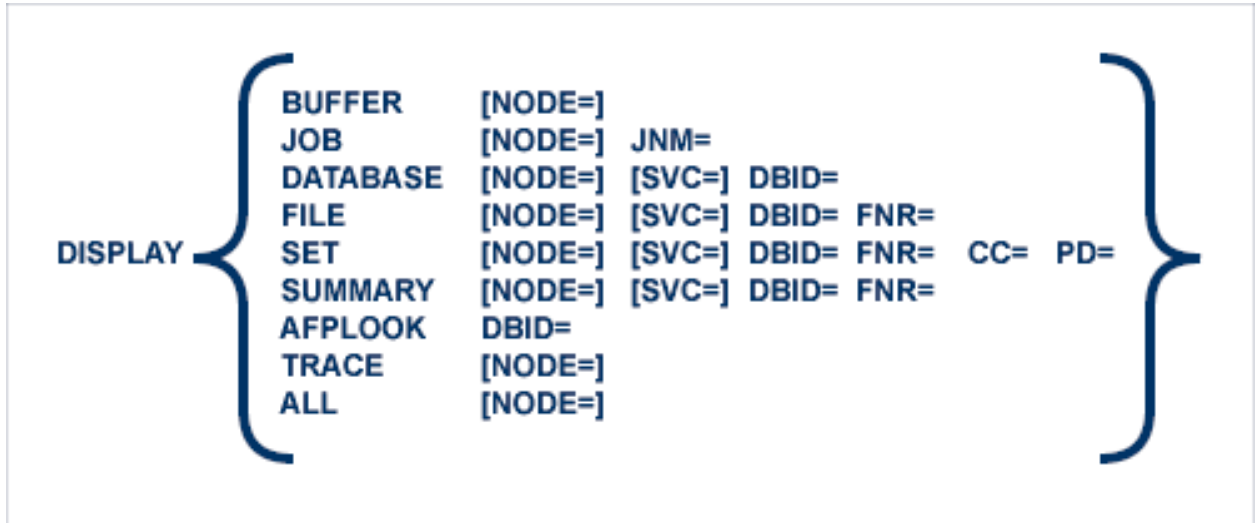 BUFFER [NODE=]
JOB [NODE=] JNM=
DATABASE [NODE=] [SVC=] DBID=
FILE [NODE=] [SVC=] DBID= FNR=
DISPLAY SET [NODE=] [SVC=] DBID= FNR= CC= PD=
SUMMARY [NODE=] [SVC=] DBID= FNR=
AFPLOOK DBID=
TRACE [NODE=]
ALL [NODE=]